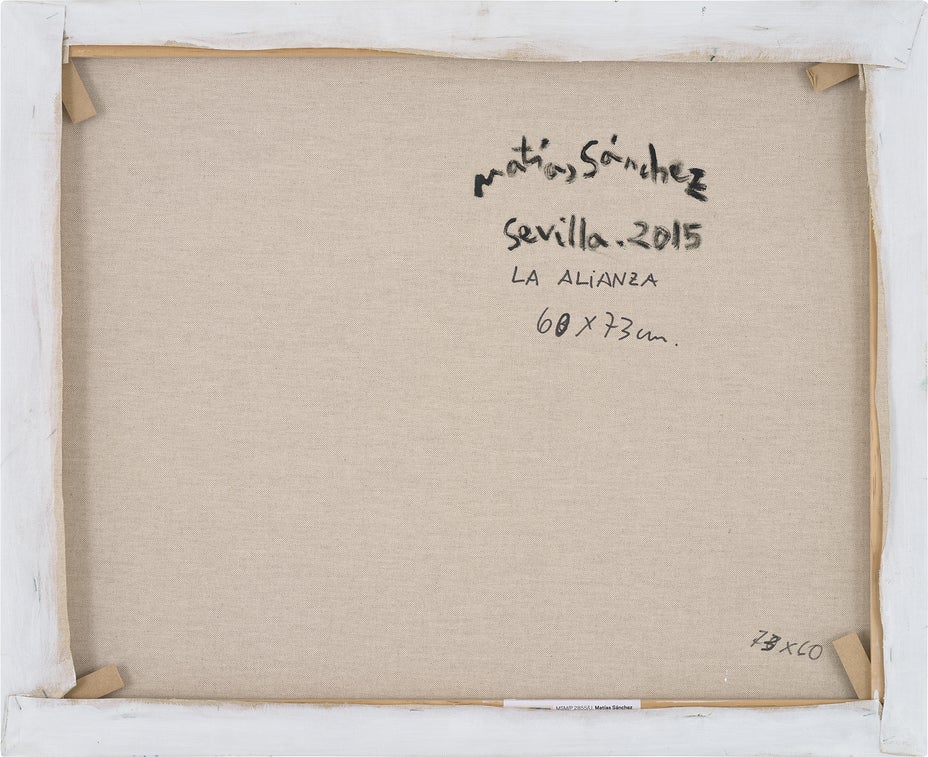 Matías Sánchez
Sevilla. 2015
LA ALiANZA
60 X 73 cm.
73 X 60
Matías Sánchez